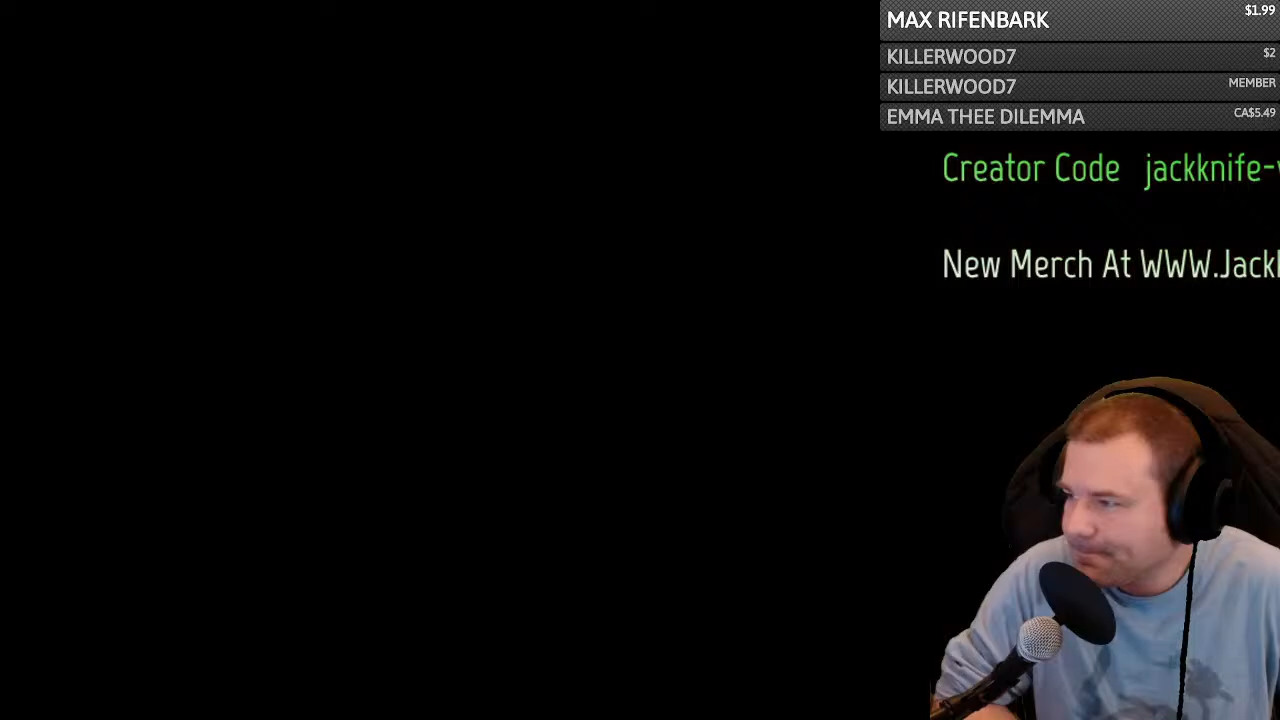 MAX RIFENBARK $1.99
KILLERWOOD7 $2
KILLERWOOD7 MEMBER
EMMA THEE DILEMMA CA$5.49
Creator Code jackknife-
New Merch At WWW.Jack